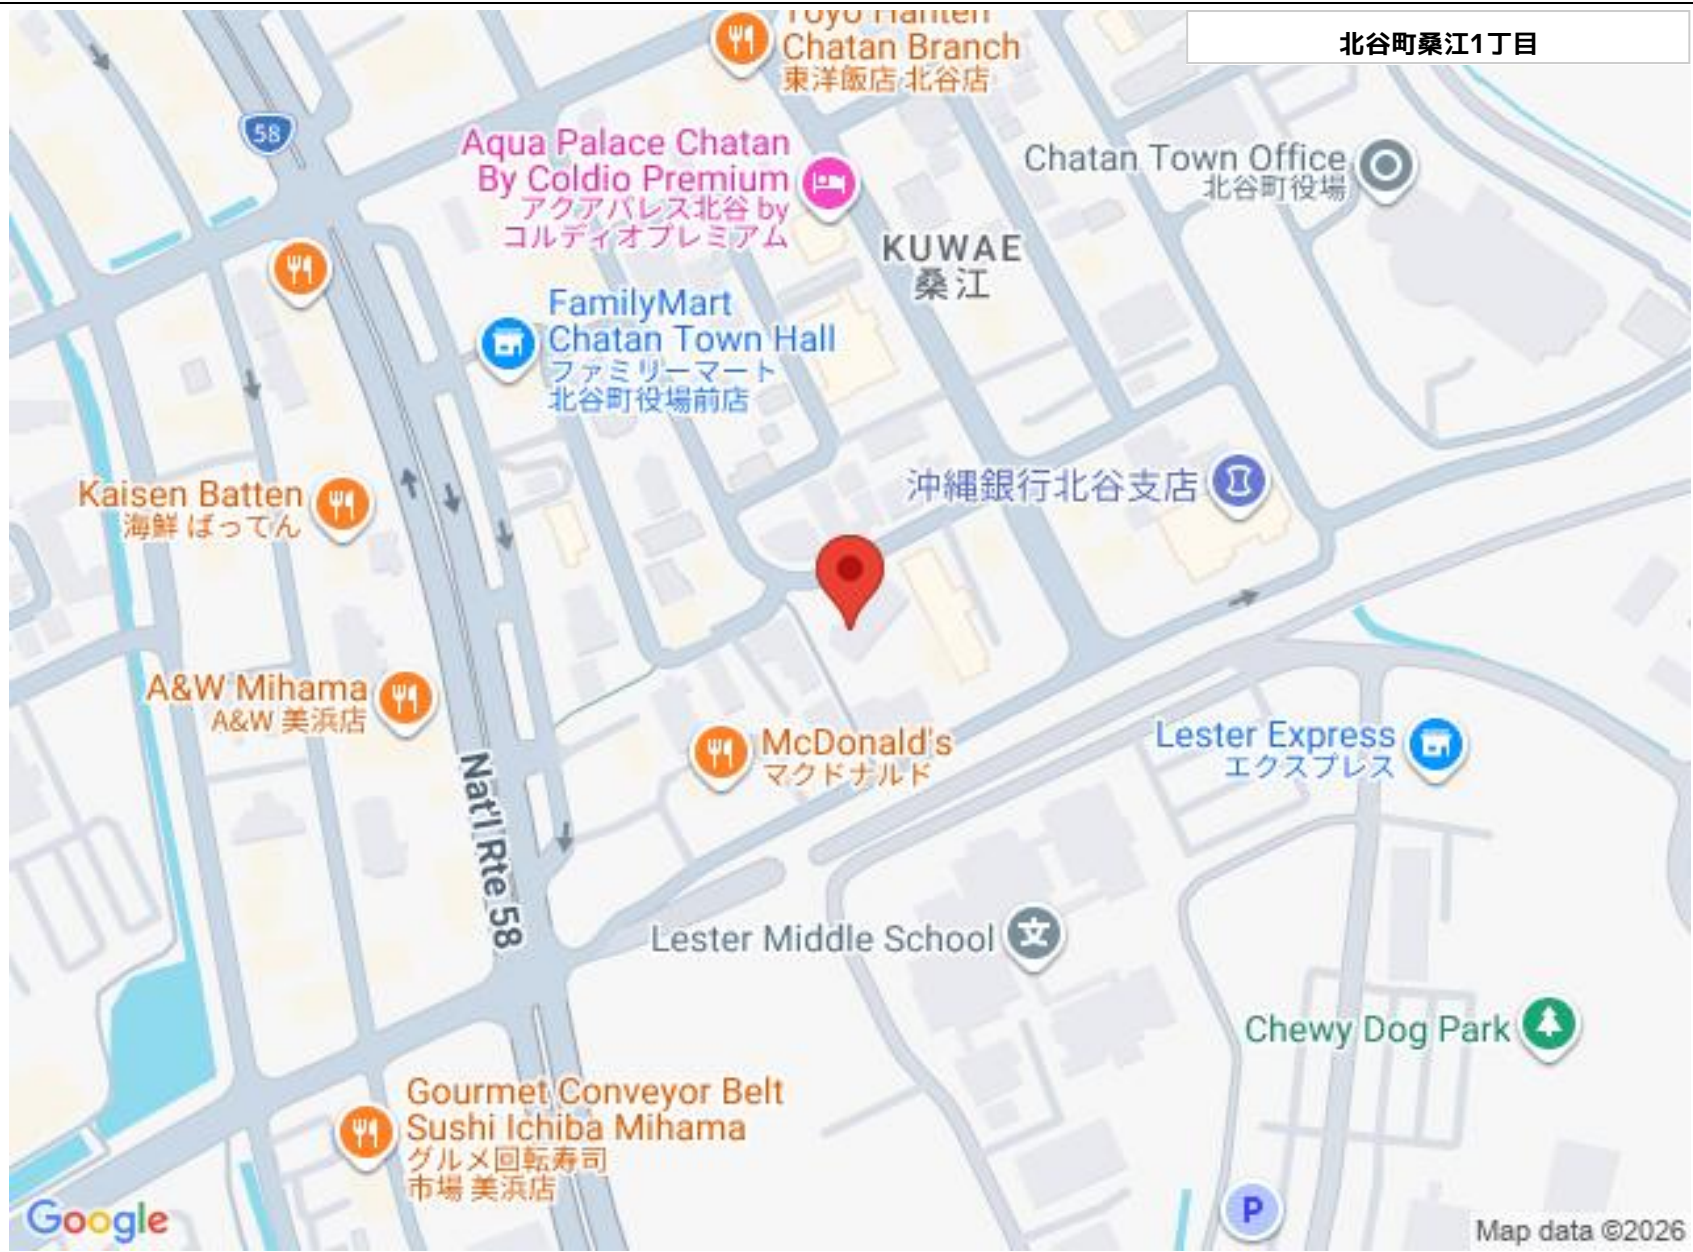 Toyo Hanten
Chatan Branch
東洋飯店 北谷店
北谷町桑江1丁目
58
Aqua Palace Chatan
By Coldio Premium
アクアパレス北谷 by
コルディオプレミアム
Chatan Town Office
北谷町役場
KUWAE
桑江
FamilyMart
Chatan Town Hall
ファミリーマート
北谷町役場前店
Kaisen Batten
海鮮 ばってん
沖縄銀行北谷支店
A&W Mihama
A&W 美浜店
McDonald's
マクドナルド
Lester Express
エクスプレス
Nat'l Rte 58
Lester Middle School
文
Chewy Dog Park
Gourmet Conveyor Belt
Sushi Ichiba Mihama
グルメ回転寿司
市場 美浜店
P
Google
Map data ©2026